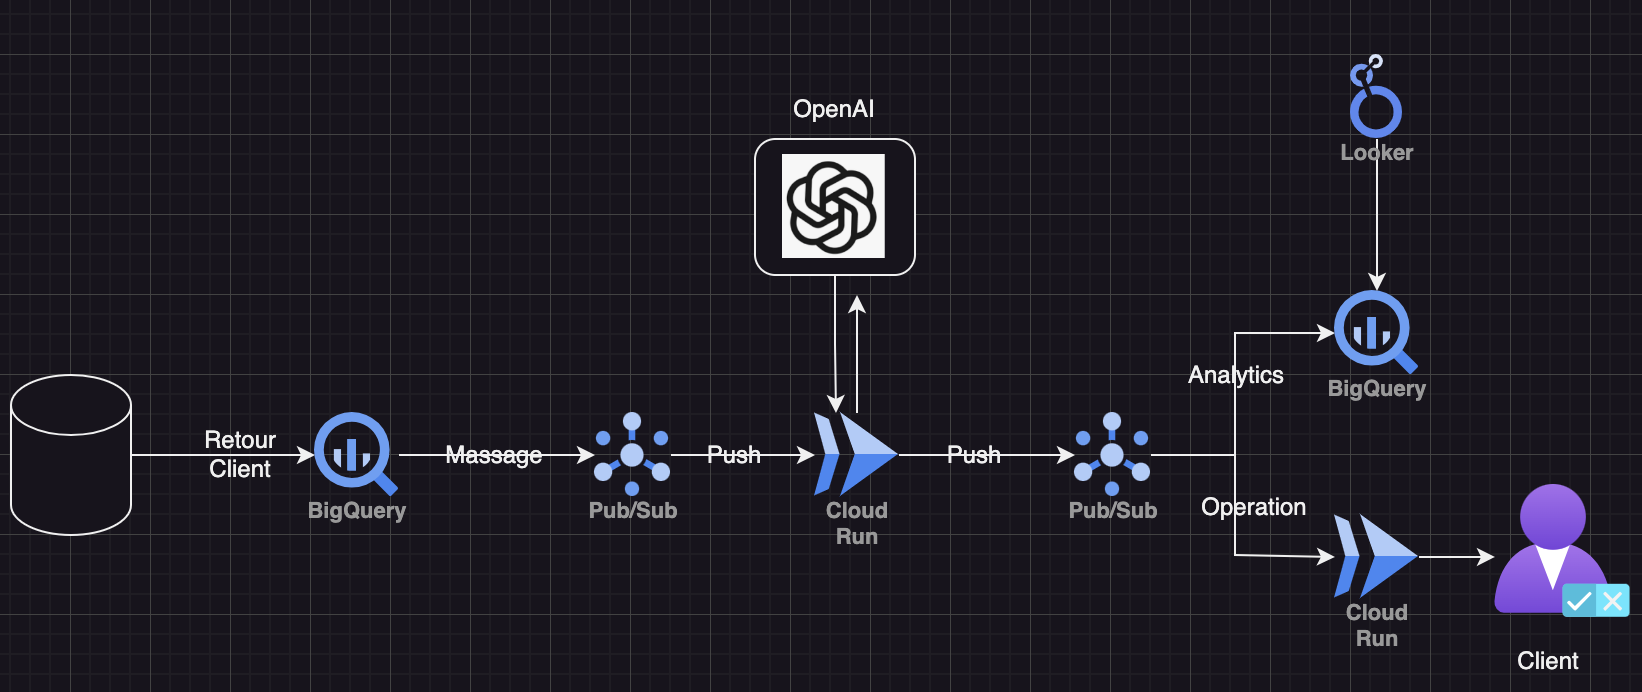 OpenAI
Looker
Analytics
BigQuery
Retour
Client
BigQuery
Massage
Pub/Sub
Push
Cloud
Run
Push
Pub/Sub
Operation
Cloud
Run
Client